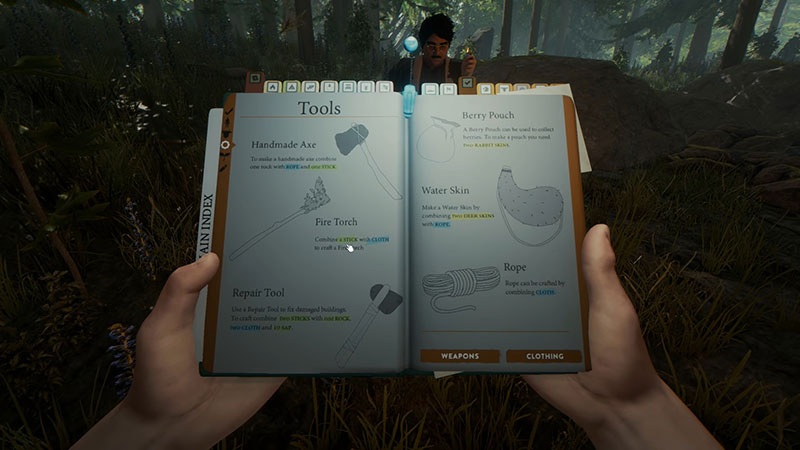 Tools
Handmade Axe
To make a handmade axe combine
one rock with ROPE and one STICK.
Fire Torch
Combine a STICK with CLOTH
to craft a Fire Torch
Repair Tool
Use a Repair Tool to fix damaged buildings.
To craft combine two STICKS with one ROCK,
two CLOTH and 10 SAP.
MAIN INDEX
Berry Pouch
A Berry Pouch can be used to collect
berries. To make a pouch you need
two RABBIT SKINS.
Water Skin
Make a Water Skin by
combining two DEER SKINS
with ROPE.
Rope
Rope can be crafted by
combining CLOTH.
WEAPONS
CLOTHING